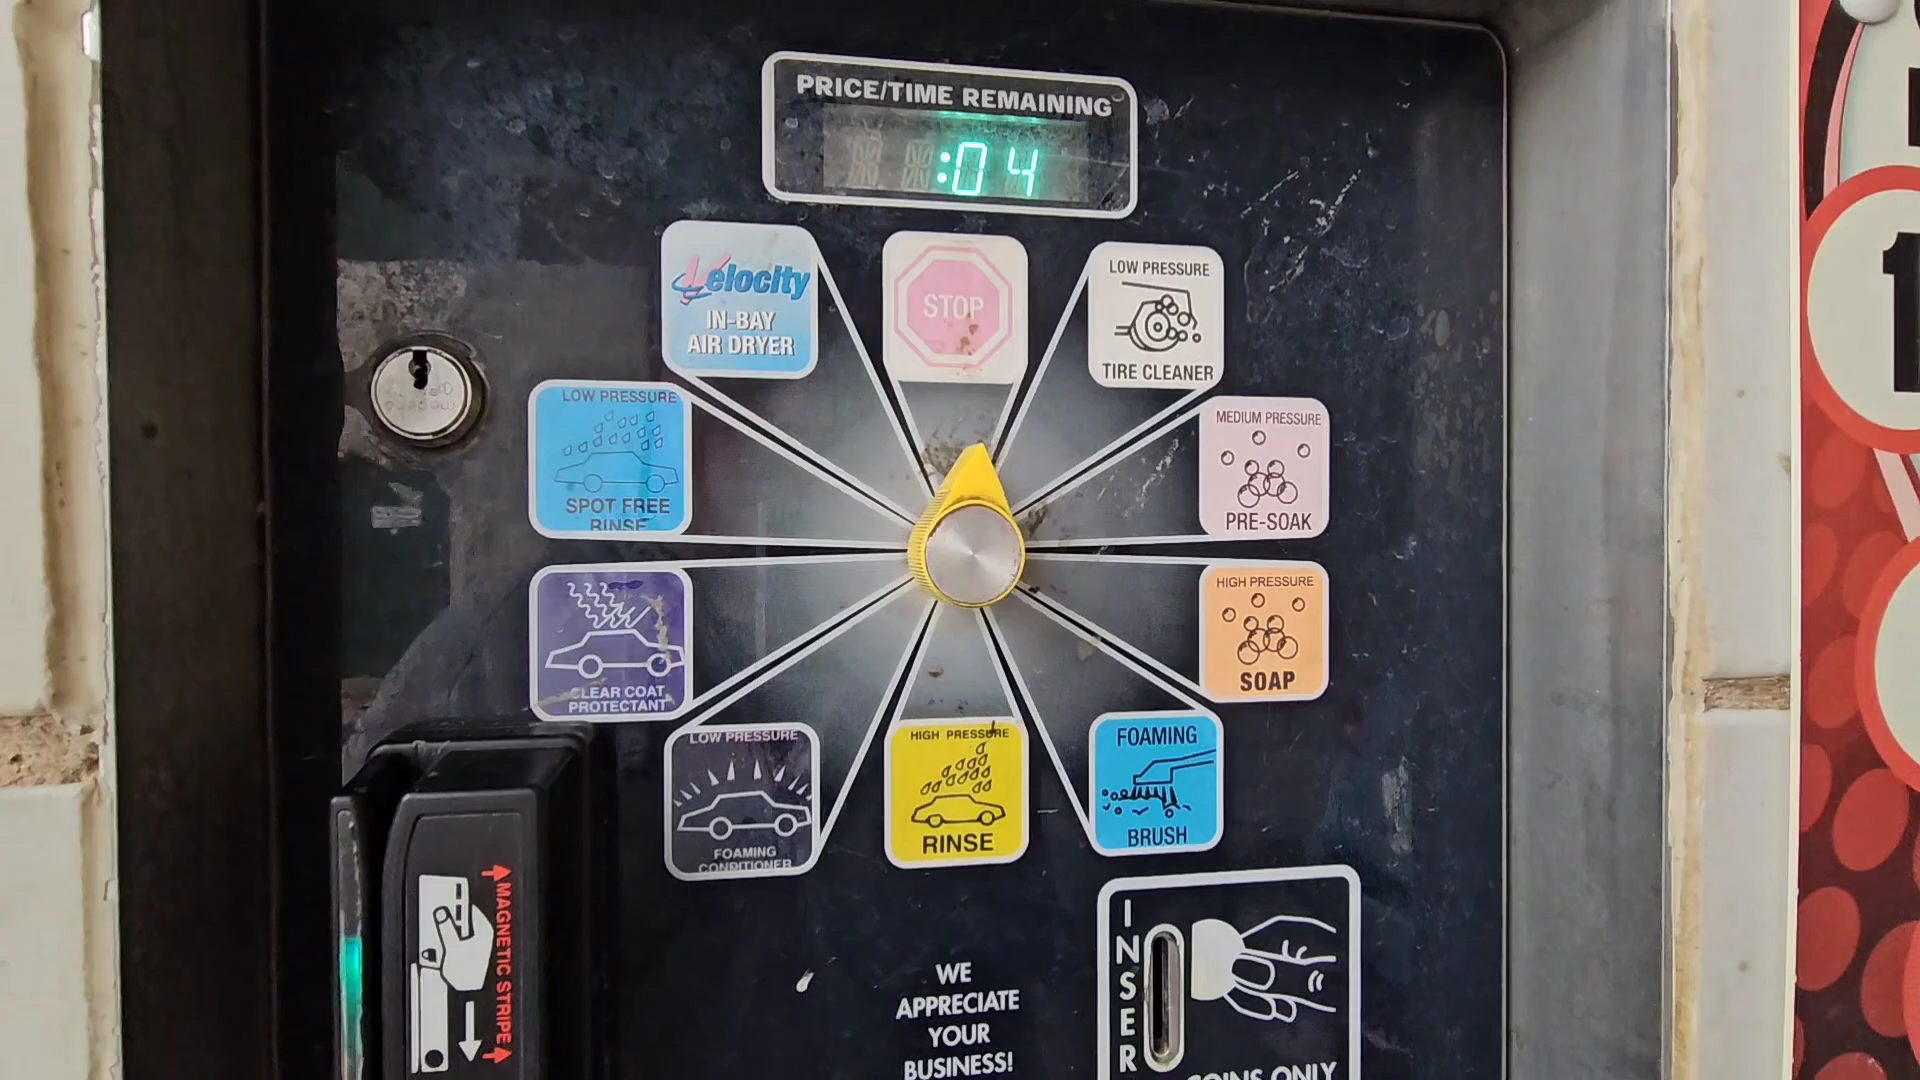 PRICE/TIME REMAINING
:04
Velocity
IN-BAY
AIR DRYER
STOP
LOW PRESSURE
TIRE CLEANER
LOW PRESSURE
SPOT FREE
RINSE
MEDIUM PRESSURE
PRE-SOAK
CLEAR COAT
PROTECTANT
HIGH PRESSURE
SOAP
LOW PRESSURE
FOAMING
CONDITIONER
HIGH PRESSURE
RINSE
FOAMING
BRUSH
MAGNETIC STRIPE
WE
APPRECIATE
YOUR
BUSINESS!
INSER
COINS ONLY
1